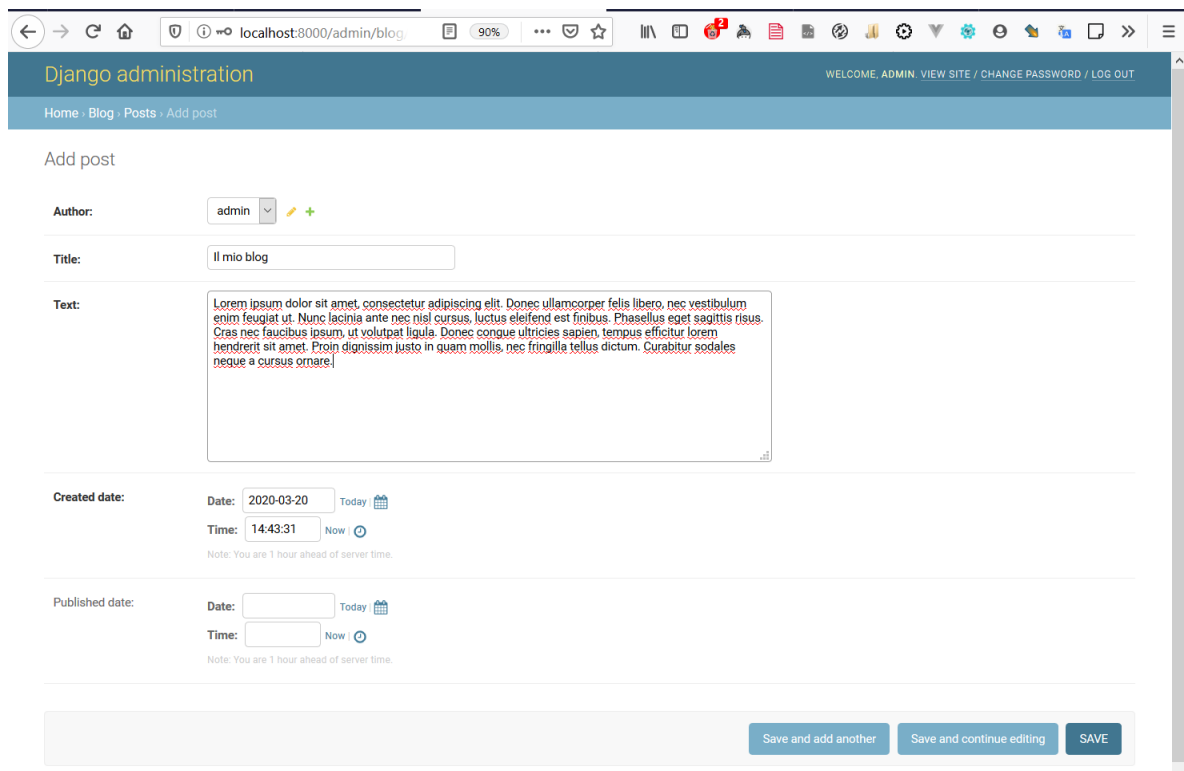 localhost:8000/admin/blog
90%
2
Django administration
WELCOME, ADMIN. VIEW SITE / CHANGE PASSWORD / LOG OUT
Home › Blog › Posts › Add post
Add post
Author:
admin
Title:
Il mio blog
Text:
Lorem ipsum dolor sit amet, consectetur adipiscing elit. Donec ullamcorper felis libero, nec vestibulum
enim feugiat ut. Nunc lacinia ante nec nisl cursus, luctus eleifend est finibus. Phasellus eget sagittis risus.
Cras nec faucibus ipsum, ut volutpat ligula. Donec congue ultricies sapien, tempus efficitur lorem
hendrerit sit amet. Proin dignissim justo in quam mollis, nec fringilla tellus dictum. Curabitur sodales
neque a cursus ornare.
Created date:
Date: 2020-03-20 Today
Time: 14:43:31 Now
Note: You are 1 hour ahead of server time.
Published date:
Date: Today
Time: Now
Note: You are 1 hour ahead of server time.
Save and add another Save and continue editing SAVE